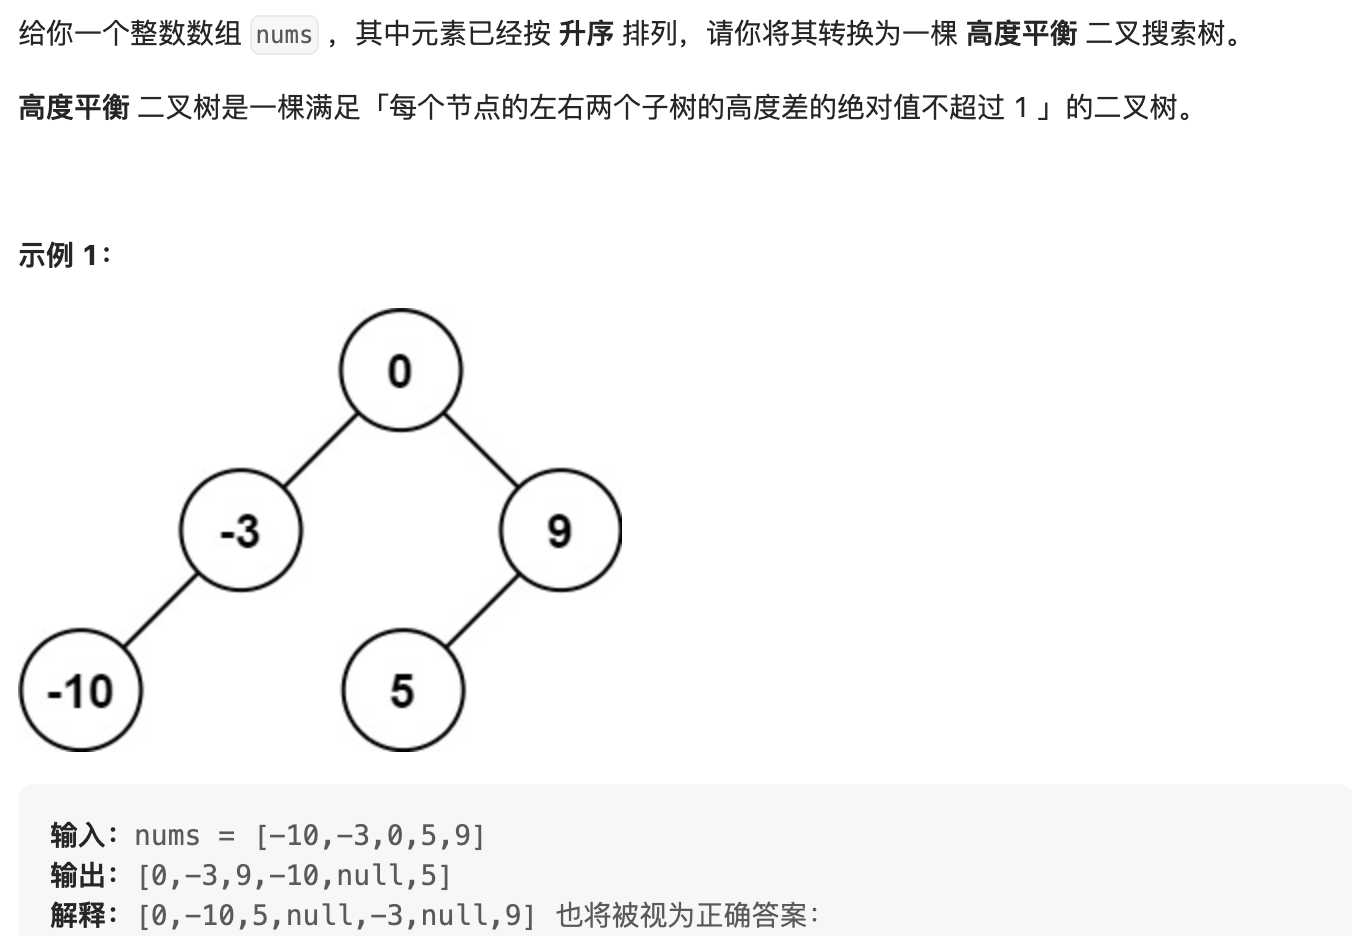 给你一个整数数组 nums ，其中元素已经按 升序 排列，请你将其转换为一棵 高度平衡 二叉搜索树。
高度平衡 二叉树是一棵满足「每个节点的左右两个子树的高度差的绝对值不超过 1 」的二叉树。
示例 1：
0
-3
9
-10
5
输入：nums = [-10,-3,0,5,9]
输出：[0,-3,9,-10,null,5]
解释：[0,-10,5,null,-3,null,9] 也将被视为正确答案：